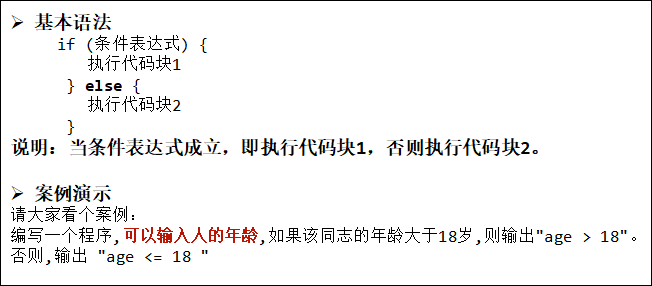 ➢ 基本语法
if (条件表达式) {
执行代码块1
} else {
执行代码块2
}
说明：当条件表达式成立，即执行代码块1，否则执行代码块2。
➢ 案例演示
请大家看个案例:
编写一个程序,可以输入人的年龄,如果该同志的年龄大于18岁,则输出"age > 18"。
否则,输出 "age <= 18 "